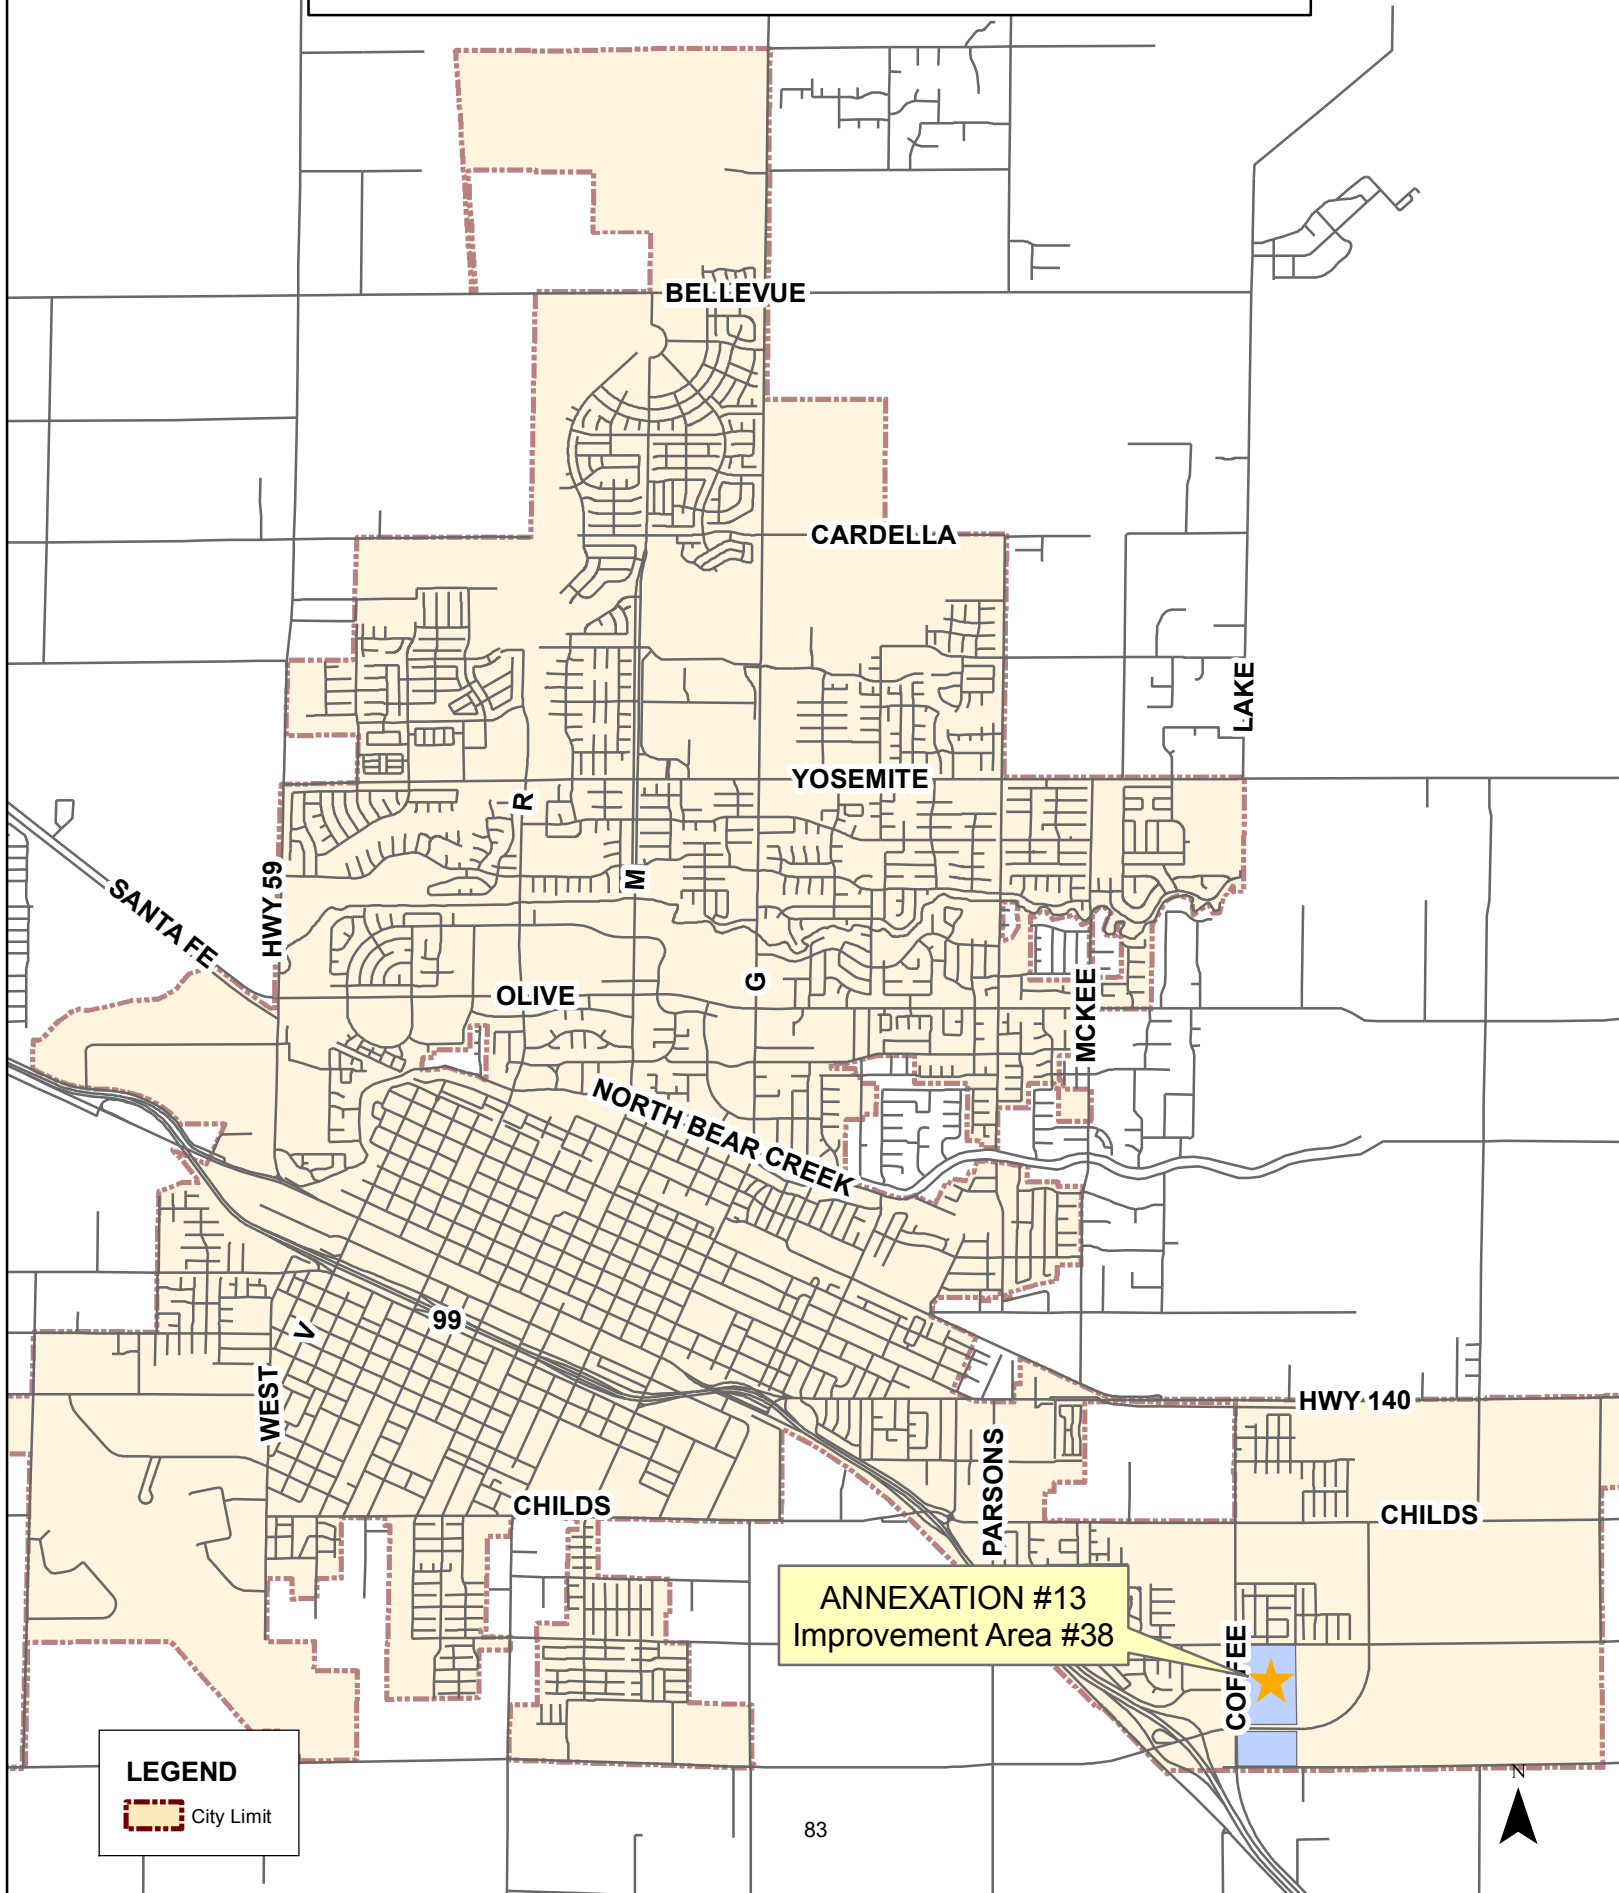 BELLEVUE
CARDELLA
LAKE
YOSEMITE
R
M
HWY 59
SANTA FE
G
OLIVE
MCKEE
NORTH BEAR CREEK
99
V
WEST
HWY 140
PARSONS
CHILDS
CHILDS
ANNEXATION #13
Improvement Area #38
COFFEE
LEGEND
City Limit
N
83